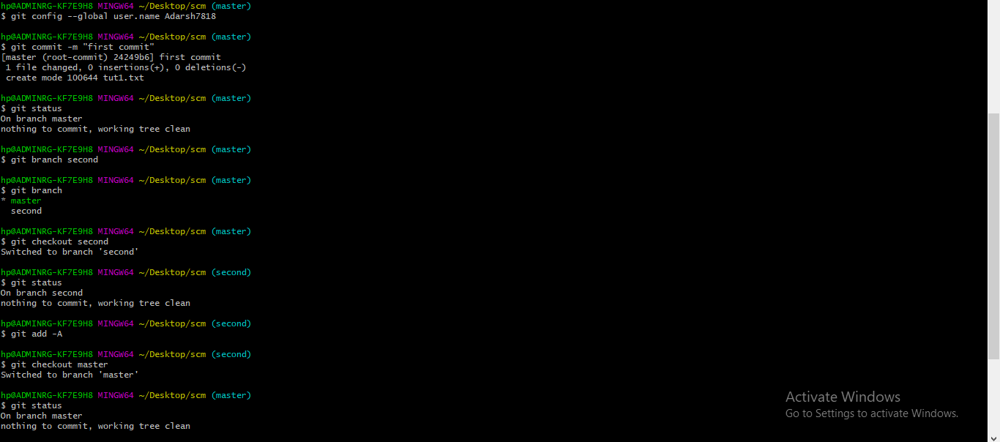 hp@ADMINRG-KF7E9H8 MINGW64 ~/Desktop/scm (master)
$ git config --global user.name Adarsh7818
hp@ADMINRG-KF7E9H8 MINGW64 ~/Desktop/scm (master)
$ git commit -m "first commit"
[master (root-commit) 24249b6] first commit
 1 file changed, 0 insertions(+), 0 deletions(-)
 create mode 100644 tut1.txt
hp@ADMINRG-KF7E9H8 MINGW64 ~/Desktop/scm (master)
$ git status
On branch master
nothing to commit, working tree clean
hp@ADMINRG-KF7E9H8 MINGW64 ~/Desktop/scm (master)
$ git branch second
hp@ADMINRG-KF7E9H8 MINGW64 ~/Desktop/scm (master)
$ git branch
* master
  second
hp@ADMINRG-KF7E9H8 MINGW64 ~/Desktop/scm (master)
$ git checkout second
Switched to branch 'second'
hp@ADMINRG-KF7E9H8 MINGW64 ~/Desktop/scm (second)
$ git status
On branch second
nothing to commit, working tree clean
hp@ADMINRG-KF7E9H8 MINGW64 ~/Desktop/scm (second)
$ git add -A
hp@ADMINRG-KF7E9H8 MINGW64 ~/Desktop/scm (second)
$ git checkout master
Switched to branch 'master'
hp@ADMINRG-KF7E9H8 MINGW64 ~/Desktop/scm (master)
$ git status
On branch master
nothing to commit, working tree clean
Activate Windows
Go to Settings to activate Windows.